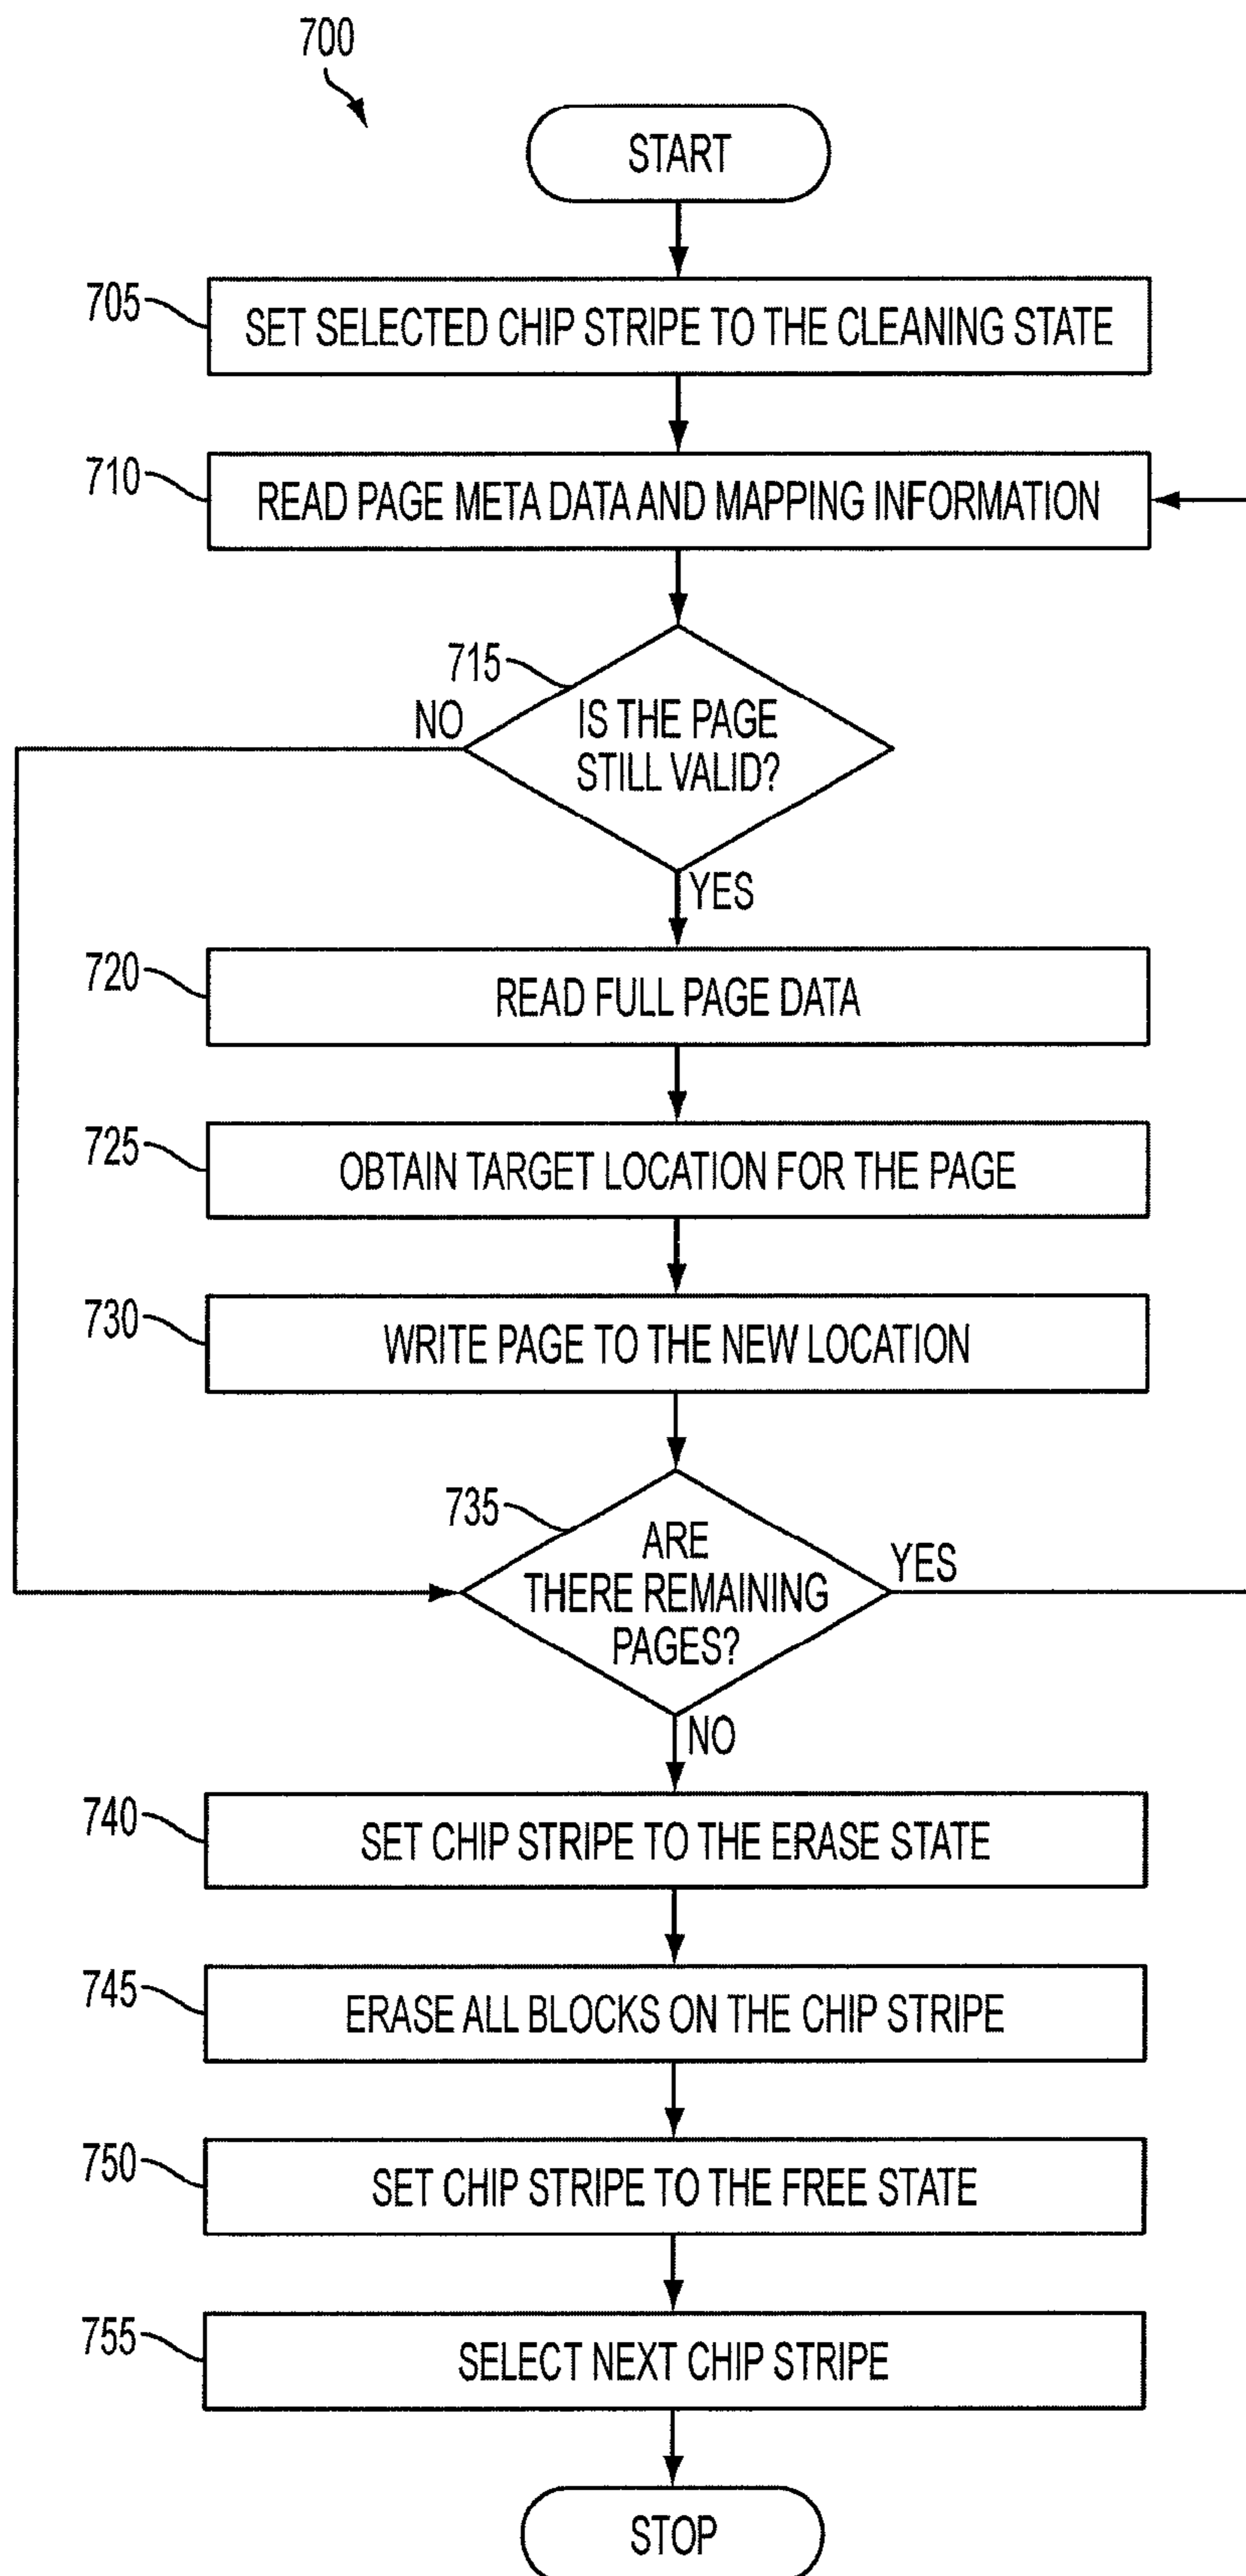 700
START
705
SET SELECTED CHIP STRIPE TO THE CLEANING STATE
710
READ PAGE META DATA AND MAPPING INFORMATION
715
NO
IS THE PAGE
STILL VALID?
YES
720
READ FULL PAGE DATA
725
OBTAIN TARGET LOCATION FOR THE PAGE
730
WRITE PAGE TO THE NEW LOCATION
735
ARE
THERE REMAINING
PAGES?
YES
NO
740
SET CHIP STRIPE TO THE ERASE STATE
745
ERASE ALL BLOCKS ON THE CHIP STRIPE
750
SET CHIP STRIPE TO THE FREE STATE
755
SELECT NEXT CHIP STRIPE
STOP